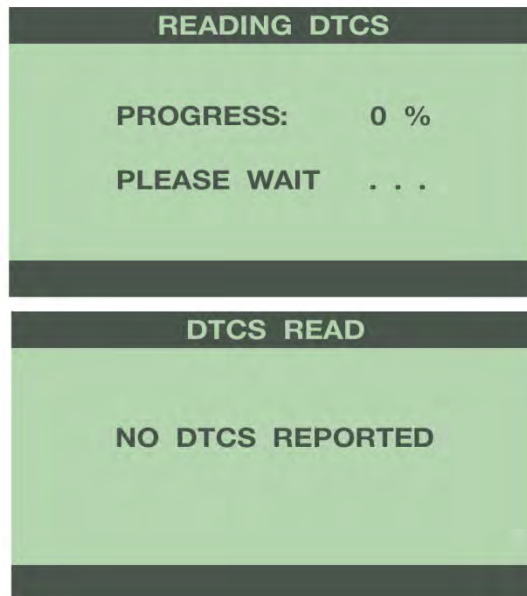 READING DTCS
PROGRESS: 0 %
PLEASE WAIT . . .
DTCS READ
NO DTCS REPORTED